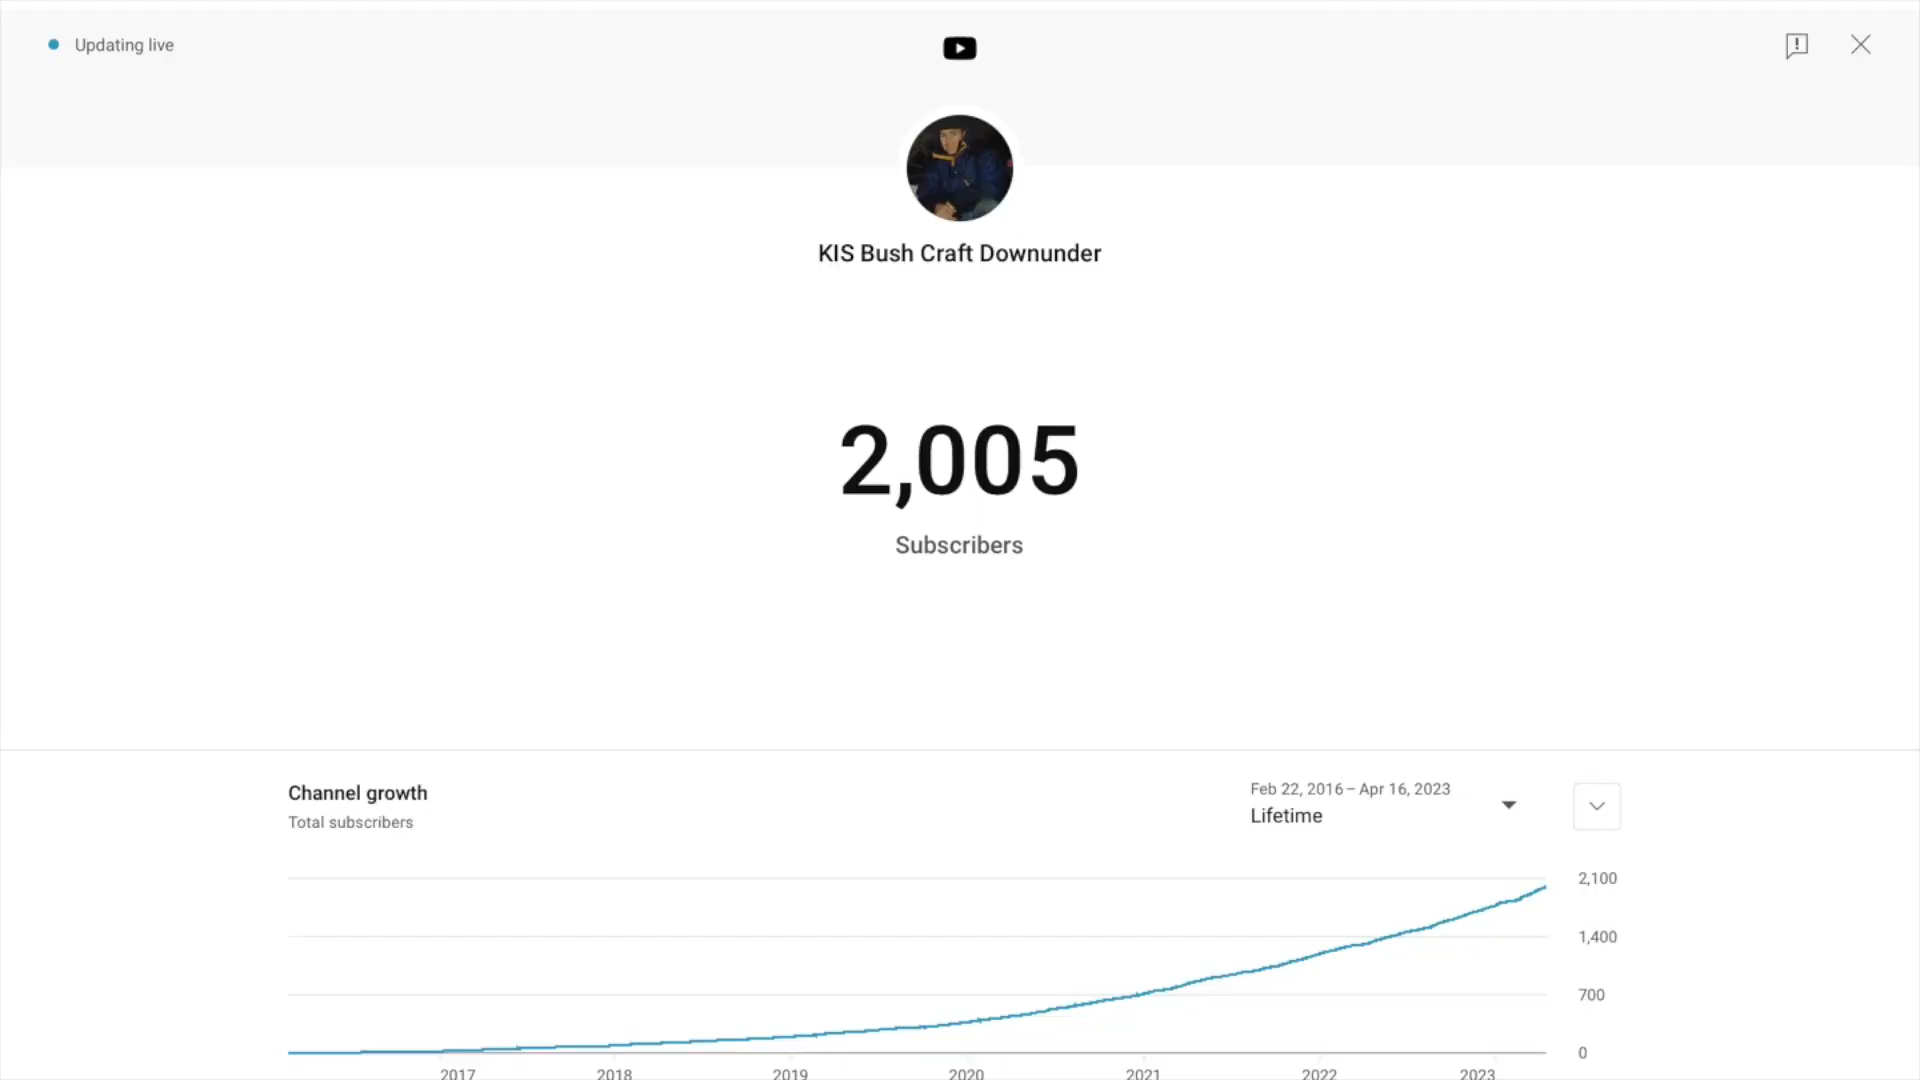 Updating live
KIS Bush Craft Downunder
2,005
Subscribers
Channel growth
Total subscribers
Feb 22, 2016 – Apr 16, 2023
Lifetime
2,100
1,400
700
0
2017 2018 2019 2020 2021 2022 2023